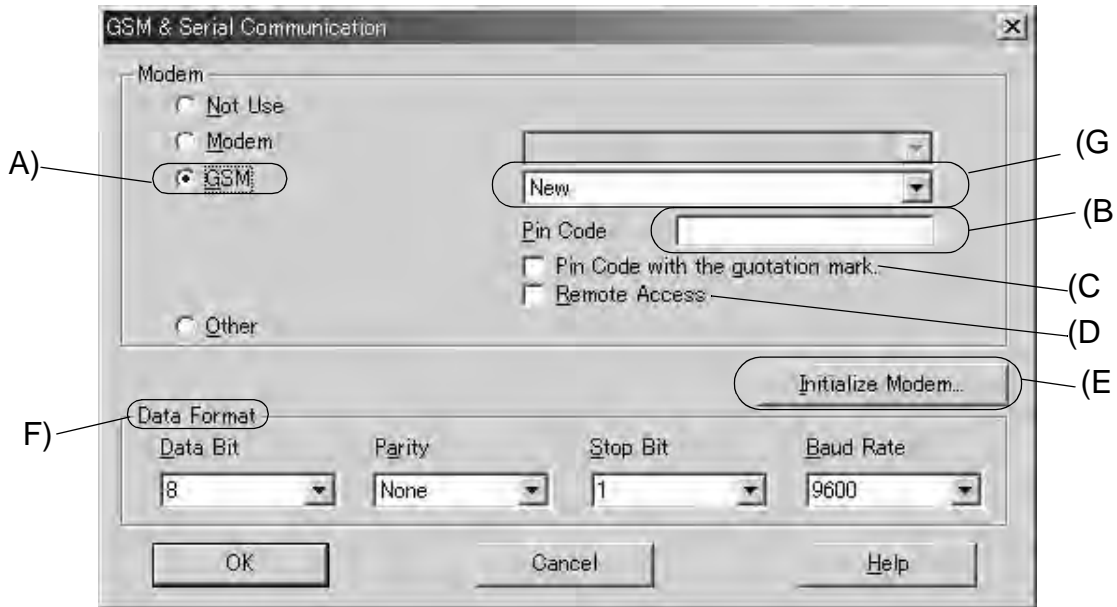 GSM & Serial Communication
Modem
Not Use
Modem
A)
GSM
(G
New
(B
Pin Code
Pin Code with the guotation mark..
(C
Remote Access
(D
Other
(E
Initialize Modem...
F)
Data Format
Data Bit Parity Stop Bit Baud Rate
8 None 1 9600
OK Cancel Help